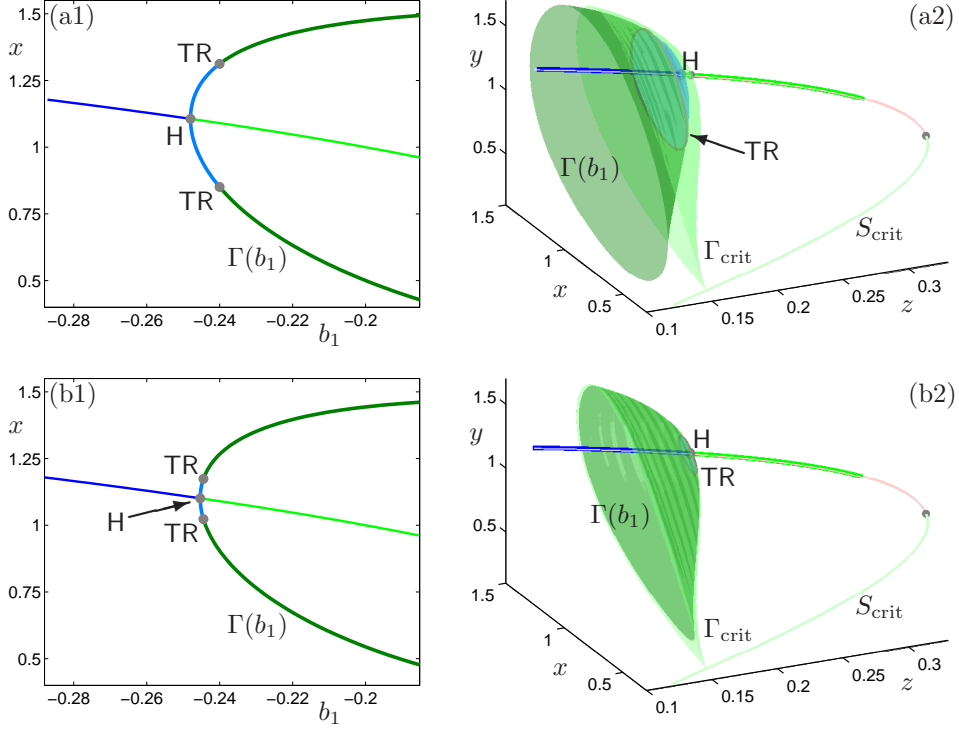 (a1)
x
1.5
1.25
1
0.75
0.5
TR
H
TR
Γ(b₁)
−0.28 −0.26 −0.24 −0.22 −0.2
b₁
(a2)
y
1.5
1
0.5
H
TR
Γ(b₁)
Γcrit
Scrit
1.5
1
0.5
x
0.1 0.15 0.2 0.25 0.3
z
(b1)
x
1.5
1.25
1
0.75
0.5
TR
H
TR
Γ(b₁)
−0.28 −0.26 −0.24 −0.22 −0.2
b₁
(b2)
y
1.5
1
0.5
H
TR
Γ(b₁)
Γcrit
Scrit
1.5
1
0.5
x
0.1 0.15 0.2 0.25 0.3
z